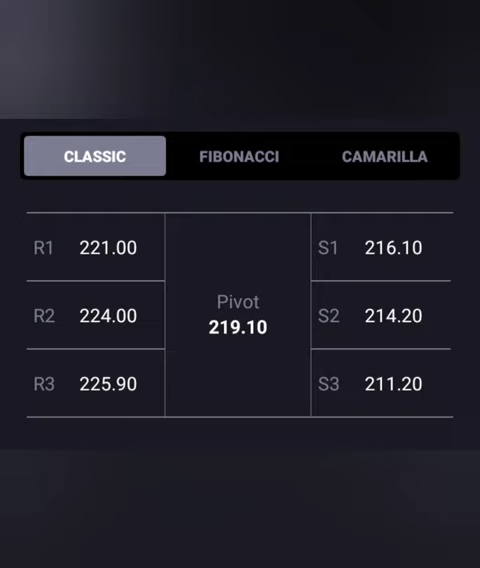 CLASSIC FIBONACCI CAMARILLA
R1 221.00 S1 216.10
Pivot
R2 224.00 219.10 S2 214.20
R3 225.90 S3 211.20